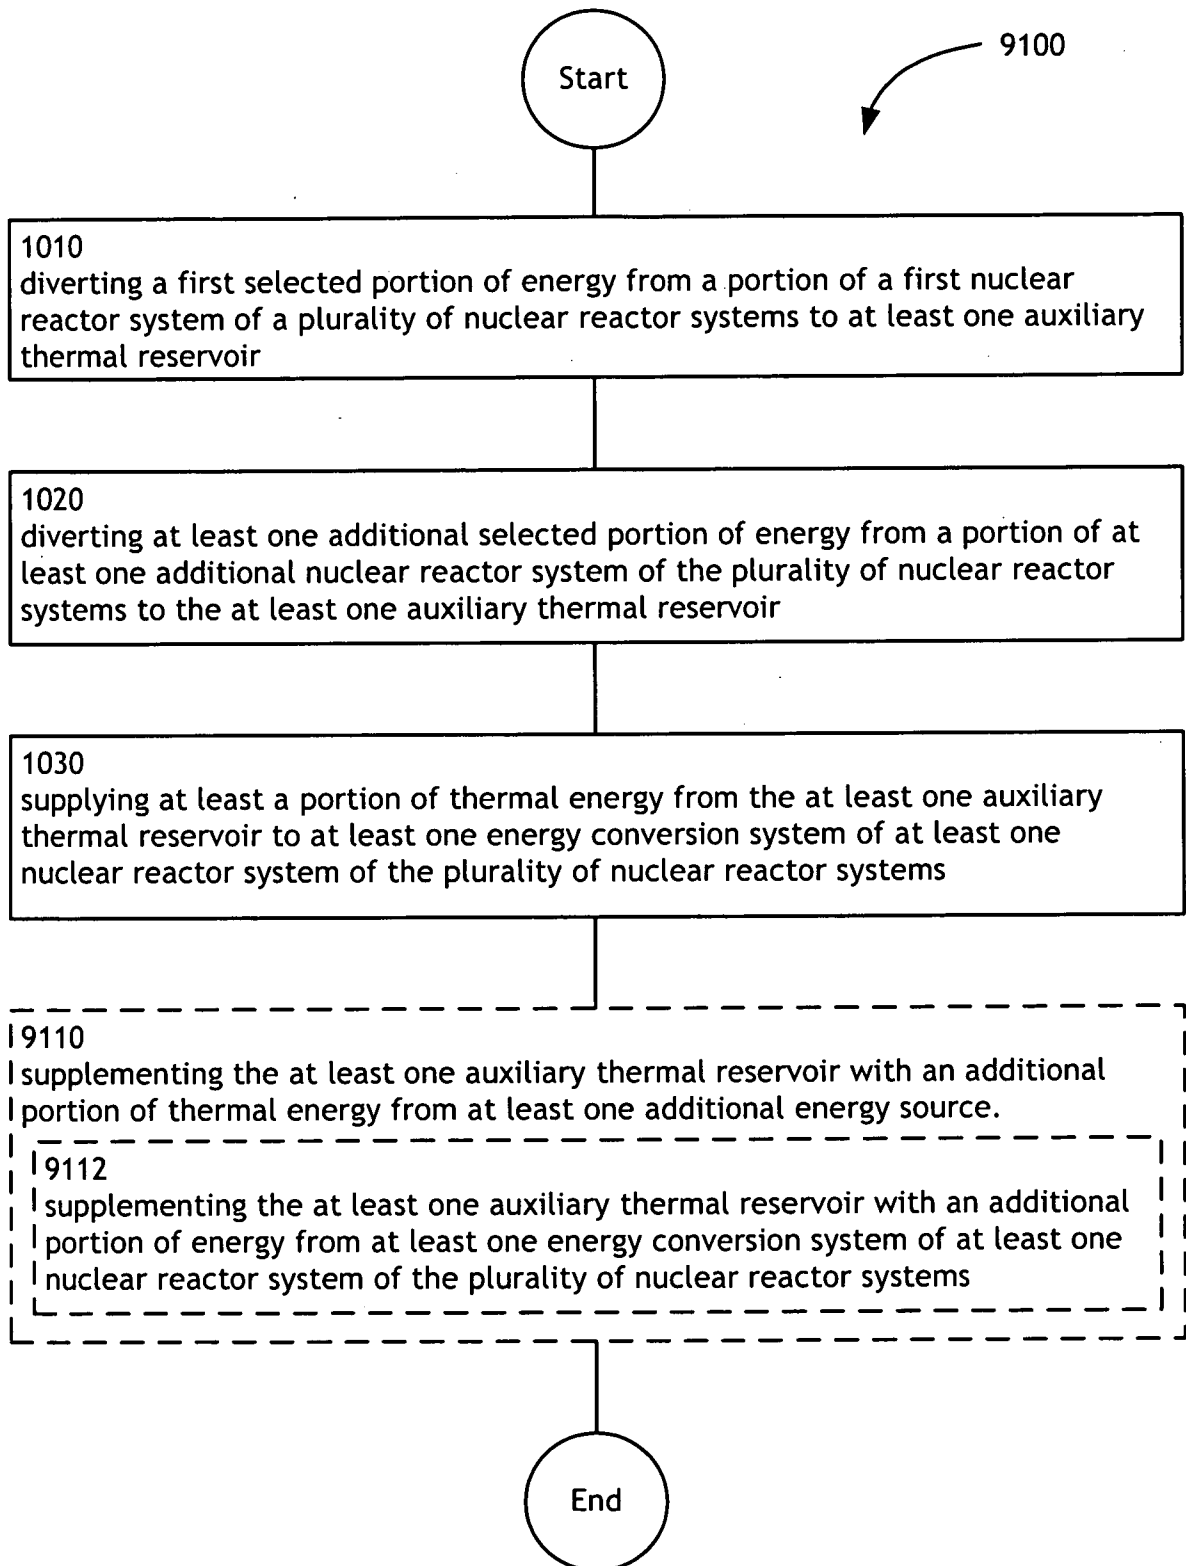 Start
9100
1010
diverting a first selected portion of energy from a portion of a first nuclear
reactor system of a plurality of nuclear reactor systems to at least one auxiliary
thermal reservoir
1020
diverting at least one additional selected portion of energy from a portion of at
least one additional nuclear reactor system of the plurality of nuclear reactor
systems to the at least one auxiliary thermal reservoir
1030
supplying at least a portion of thermal energy from the at least one auxiliary
thermal reservoir to at least one energy conversion system of at least one
nuclear reactor system of the plurality of nuclear reactor systems
9110
supplementing the at least one auxiliary thermal reservoir with an additional
portion of thermal energy from at least one additional energy source.
9112
supplementing the at least one auxiliary thermal reservoir with an additional
portion of energy from at least one energy conversion system of at least one
nuclear reactor system of the plurality of nuclear reactor systems
End